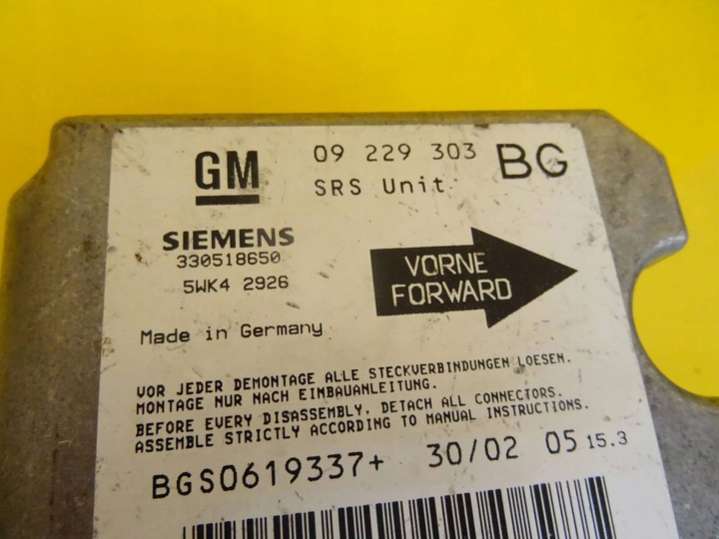 GM 09 229 303 BG
SRS Unit
SIEMENS
330518650
5WK4 2926
VORNE
FORWARD
Made in Germany
VOR JEDER DEMONTAGE ALLE STECKVERBINDUNGEN LOESEN.
MONTAGE NUR NACH EINBAUANLEITUNG.
BEFORE EVERY DISASSEMBLY, DETACH ALL CONNECTORS.
ASSEMBLE STRICTLY ACCORDING TO MANUAL INSTRUCTIONS.
BGS0619337+ 30/02 05 15.3